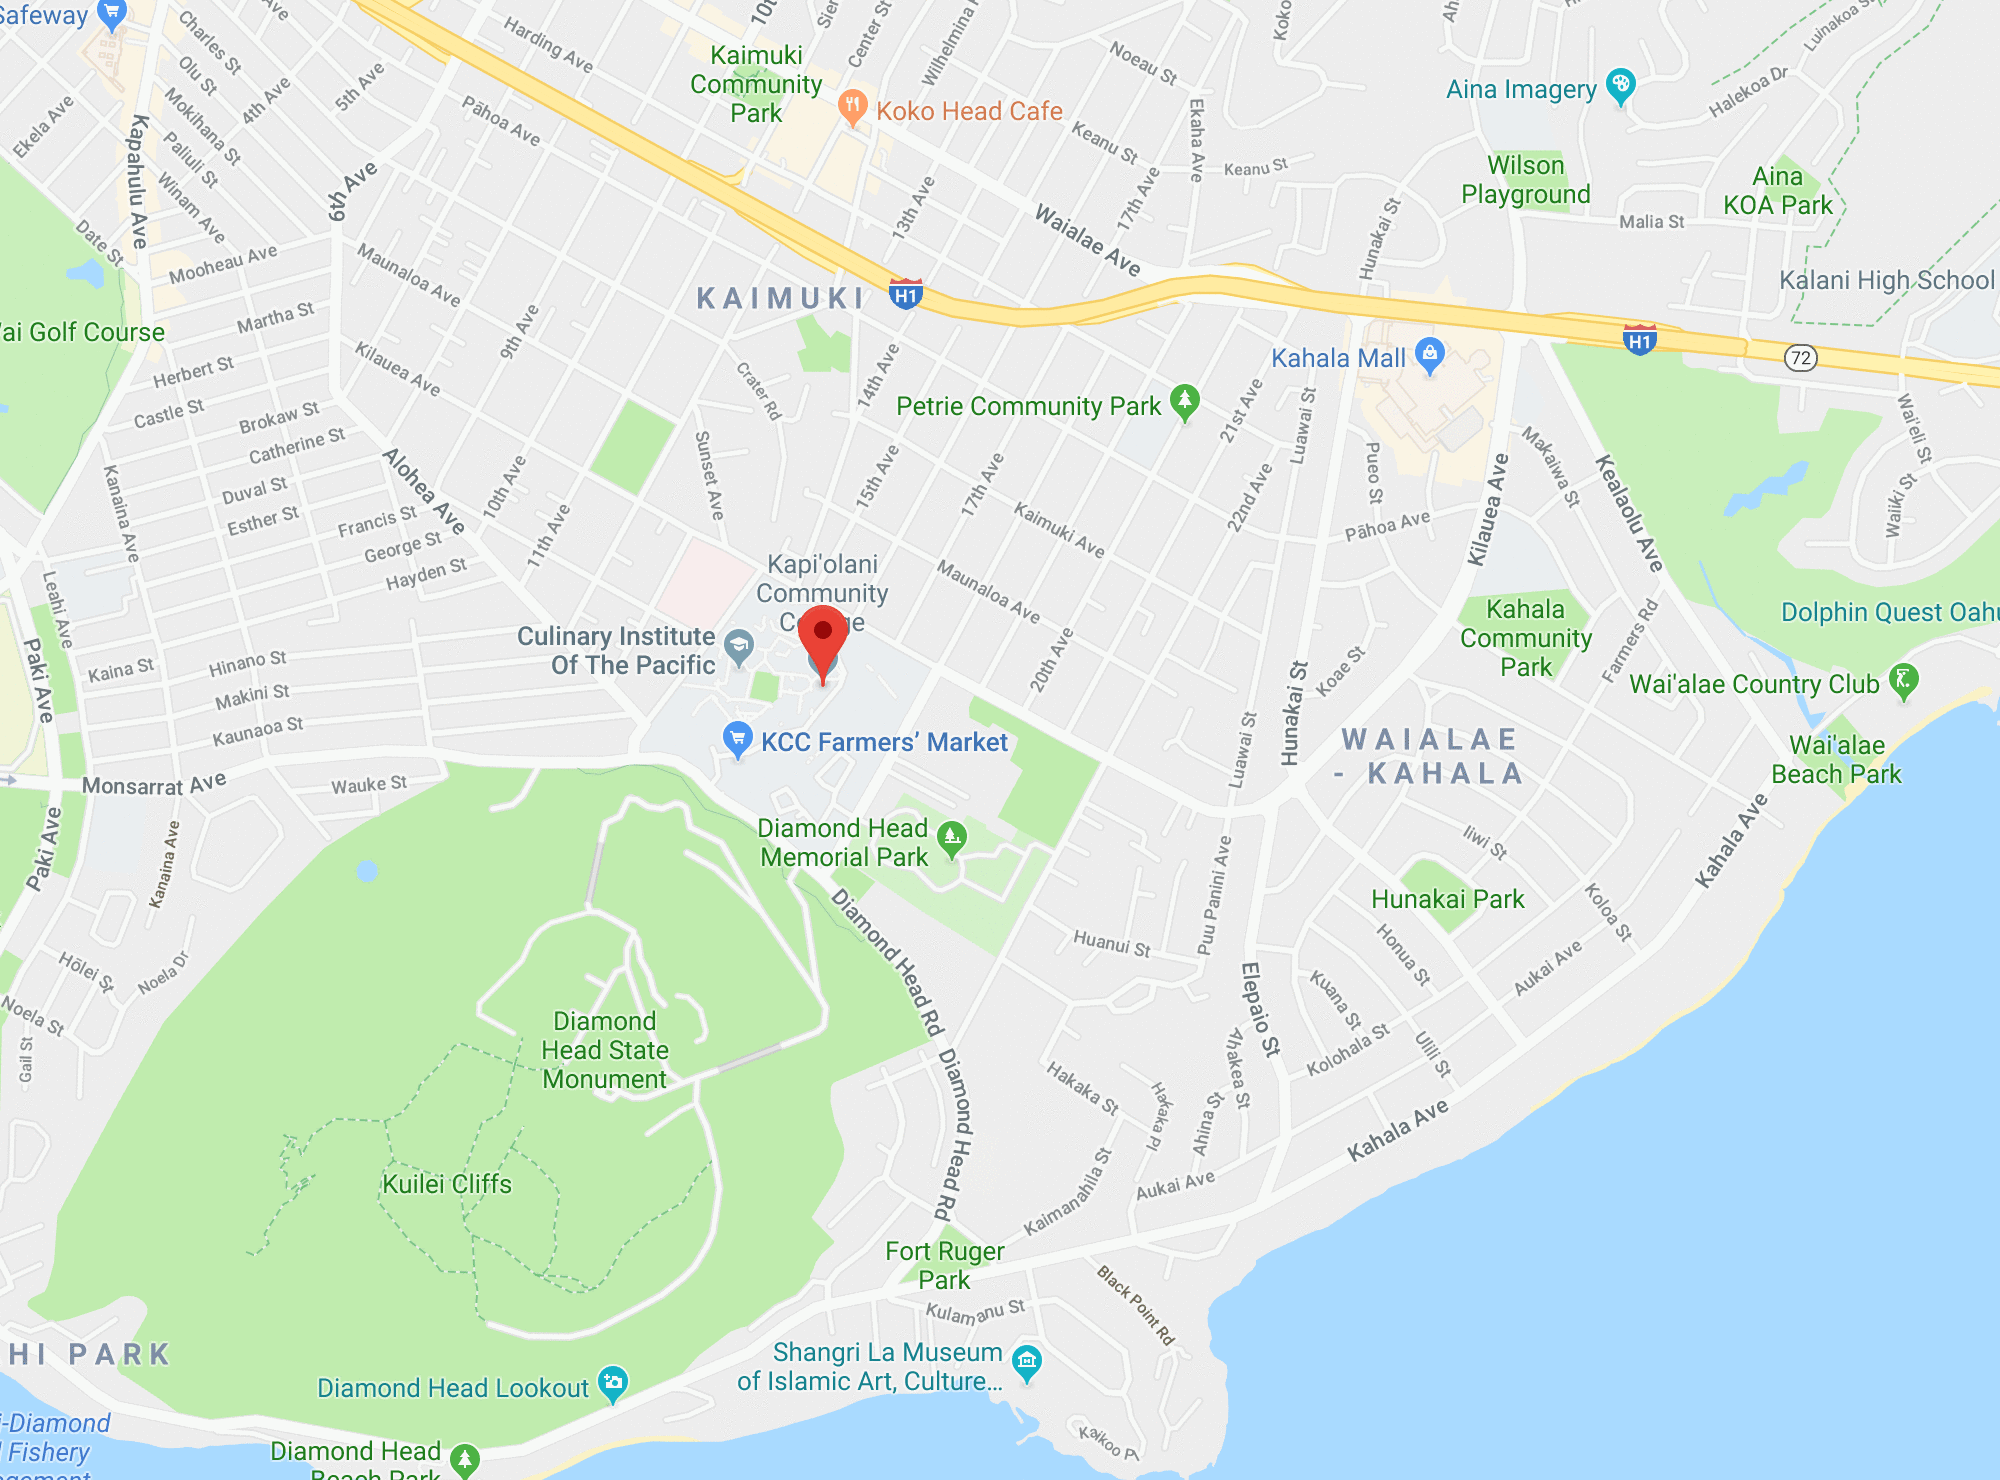 Safeway
Charles St
Olu St
Mokihana St
Paliuli St
Winam Ave
4th Ave
5th Ave
Ekela Ave
Kapahulu Ave
Date St
Harding Ave
Pāhoa Ave
6th Ave
Mooheau Ave
Maunaloa Ave
Martha St
Herbert St
Castle St
Kilauea Ave
Brokaw St
Catherine St
Duval St
Esther St
Francis St
George St
Hayden St
Kanaina Ave
Leahi Ave
Alohea Ave
9th Ave
10th Ave
11th Ave
'ai Golf Course
Center St
Kaimuki
Community
Park
Koko Head Cafe
Noeau St
Keanu St
Keanu St
Ekaha Ave
13th Ave
17th Ave
Waialae Ave
Hunakai St
Aina Imagery
Luinakoa St
Halekoa Dr
Wilson
Playground
Aina
KOA Park
Malia St
Kalani High School
KAIMUKI
H1
H1
72
Kahala Mall
Crater Rd
Sunset Ave
14th Ave
15th Ave
17th Ave
Petrie Community Park
21st Ave
22nd Ave
Luawai St
Pueo St
Pāhoa Ave
Kilauea Ave
Makaiwa St
Kealaolu Ave
Wai'eli St
Waiiki St
Kaimuki Ave
Maunaloa Ave
20th Ave
Kapi'olani
Community
Culinary Institute
Of The Pacific
KCC Farmers' Market
Kahala
Community
Park
Farmers Rd
Dolphin Quest Oahu
Wai'alae Country Club
Koae St
Hunakai St
Luawai St
WAIALAE
- KAHALA
Wai'alae
Beach Park
Paki Ave
Kaina St
Hinano St
Makini St
Kaunaoa St
Monsarrat Ave
Wauke St
Paki Ave
Kanaina Ave
Hōlei St
Noela Dr
Noela St
Gail St
Diamond Head
Memorial Park
Diamond Head Rd
Diamond Head Rd
Huanui St
Puu Panini Ave
Iiwi St
Hunakai Park
Koloa St
Kahala Ave
Honua St
Aukai Ave
Kuana St
Elepaio St
Kolohala St
Ulili St
Ahakea St
Ahina St
Hakaka St
Hakaka Pl
Kahala Ave
Aukai Ave
Kaimanahila St
Diamond
Head State
Monument
Kuilei Cliffs
Fort Ruger
Park
Black Point Rd
Kulamanu St
Shangri La Museum
of Islamic Art, Culture...
Kaikoo Pl
HI PARK
Diamond Head Lookout
i-Diamond
Fishery
Diamond Head
Beach Park